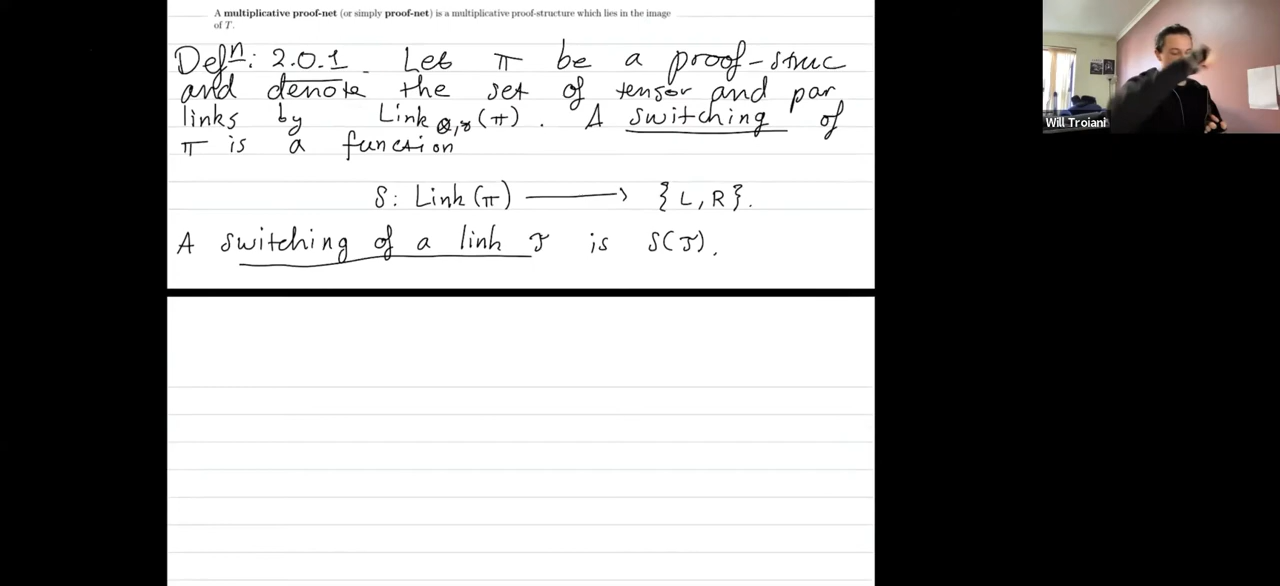 A multiplicative proof-net (or simply proof-net) is a multiplicative proof-structure which lies in the image
of T.
Defⁿ: 2.0.1. Let π be a proof-struc
and denote the set of tensor and par
links by Link⊗,⅋(π). A switching of
π is a function
S: Link(π) ⟶ {L, R}.
A switching of a link τ is S(τ).
Will Troiani